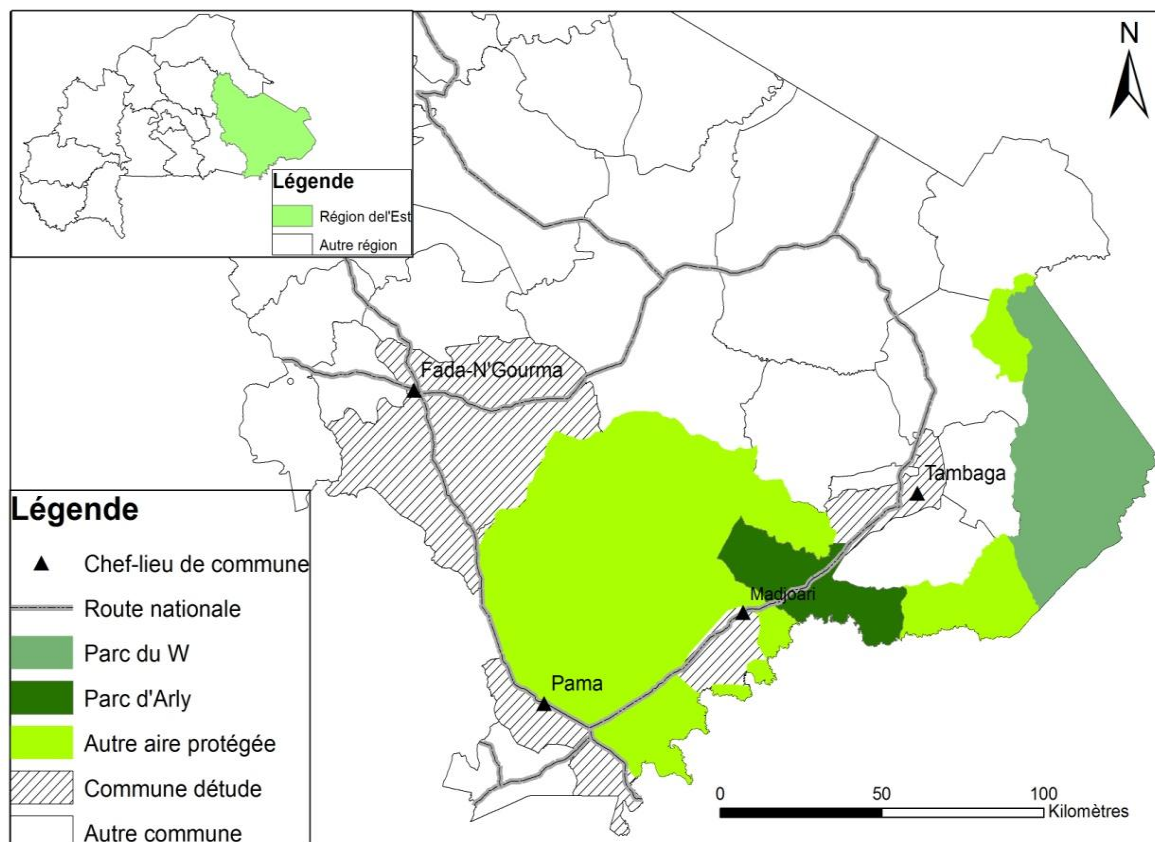 Légende
Région del'Est
Autre région
N
Fada-N'Gourma
Tambaga
Madjoari
Pama
Légende
Chef-lieu de commune
Route nationale
Parc du W
Parc d'Arly
Autre aire protégée
Commune détude
Autre commune
0 50 100
Kilomètres